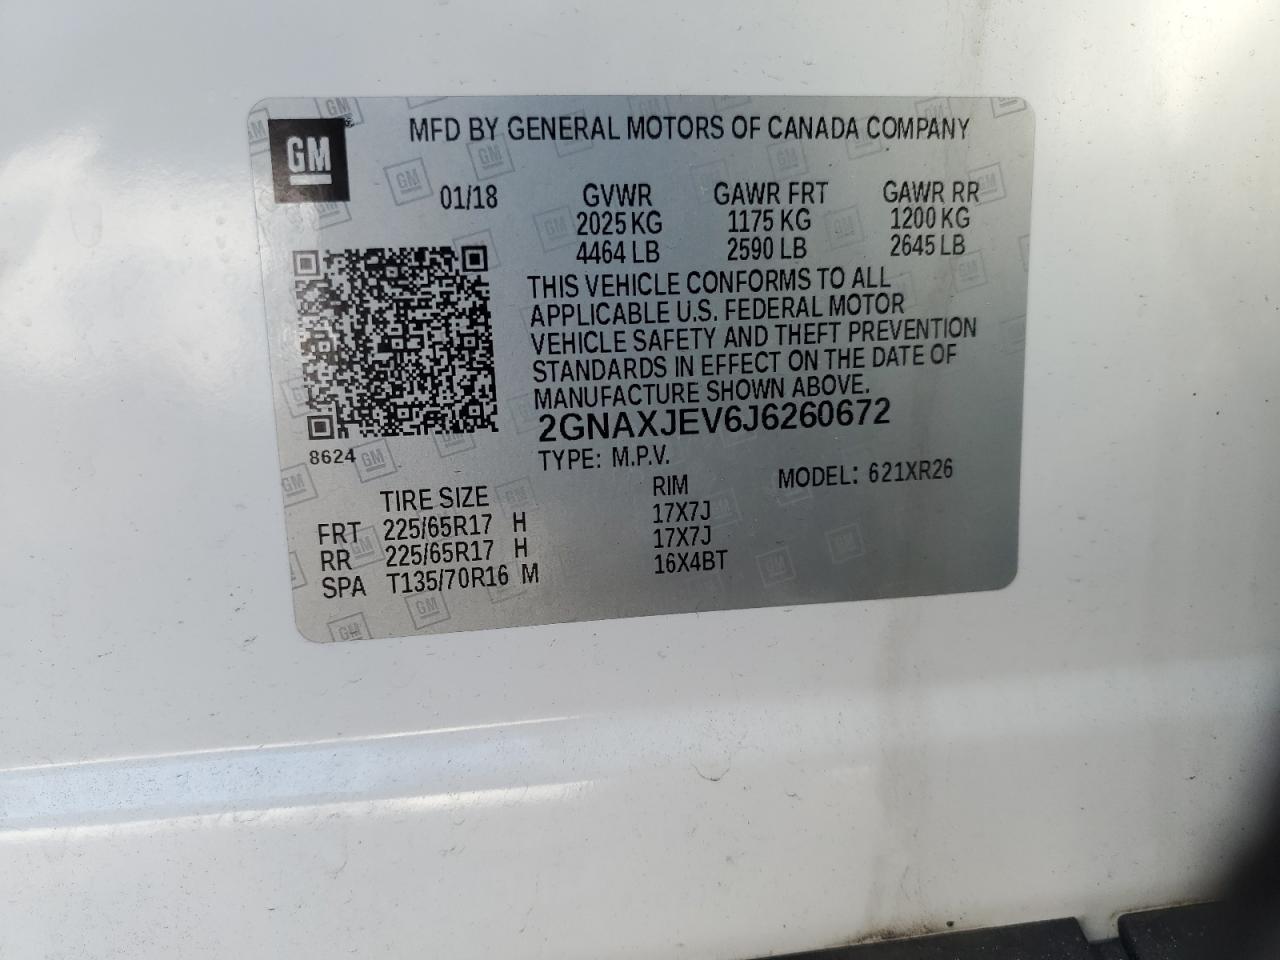 GM
MFD BY GENERAL MOTORS OF CANADA COMPANY
01/18 GVWR GAWR FRT GAWR RR
2025 KG 1175 KG 1200 KG
4464 LB 2590 LB 2645 LB
THIS VEHICLE CONFORMS TO ALL
APPLICABLE U.S. FEDERAL MOTOR
VEHICLE SAFETY AND THEFT PREVENTION
STANDARDS IN EFFECT ON THE DATE OF
MANUFACTURE SHOWN ABOVE.
2GNAXJEV6J6260672
8624
TYPE: M.P.V. MODEL: 621XR26
TIRE SIZE RIM
FRT 225/65R17 H 17X7J
RR 225/65R17 H 17X7J
SPA T135/70R16 M 16X4BT